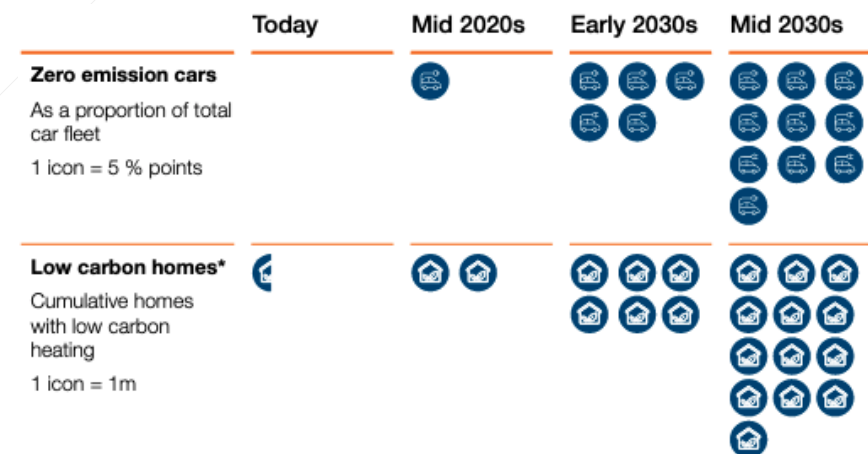 Today
Mid 2020s
Early 2030s
Mid 2030s
Zero emission cars
As a proportion of total
car fleet
1 icon = 5 % points
Low carbon homes*
Cumulative homes
with low carbon
heating
1 icon = 1m